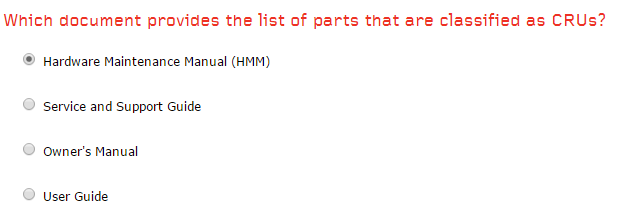 Which document provides the list of parts that are classified as CRUs?
Hardware Maintenance Manual (HMM)
Service and Support Guide
Owner's Manual
User Guide